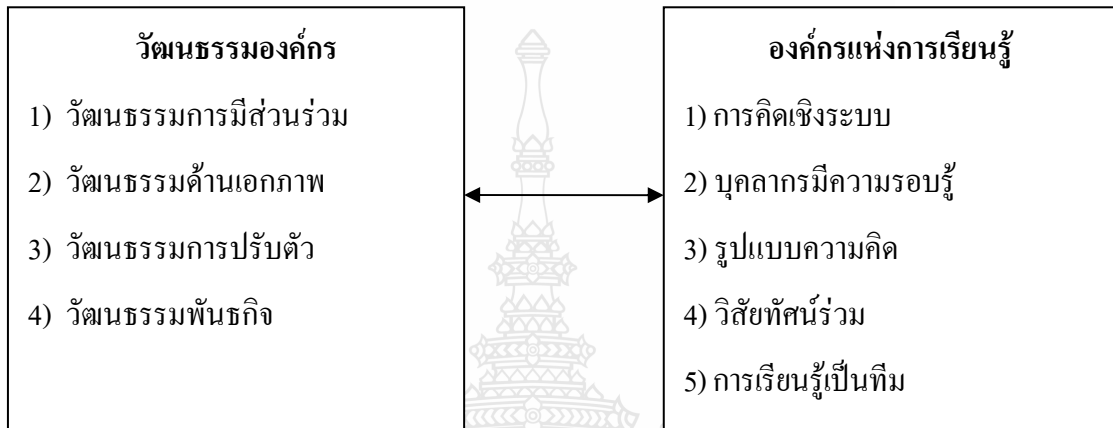 วัฒนธรรมองค์กร
1) วัฒนธรรมการมีส่วนร่วม
2) วัฒนธรรมด้านเอกภาพ
3) วัฒนธรรมการปรับตัว
4) วัฒนธรรมพันธกิจ
องค์กรแห่งการเรียนรู้
1) การคิดเชิงระบบ
2) บุคลากรมีความรอบรู้
3) รูปแบบความคิด
4) วิสัยทัศน์ร่วม
5) การเรียนรู้เป็นทีม